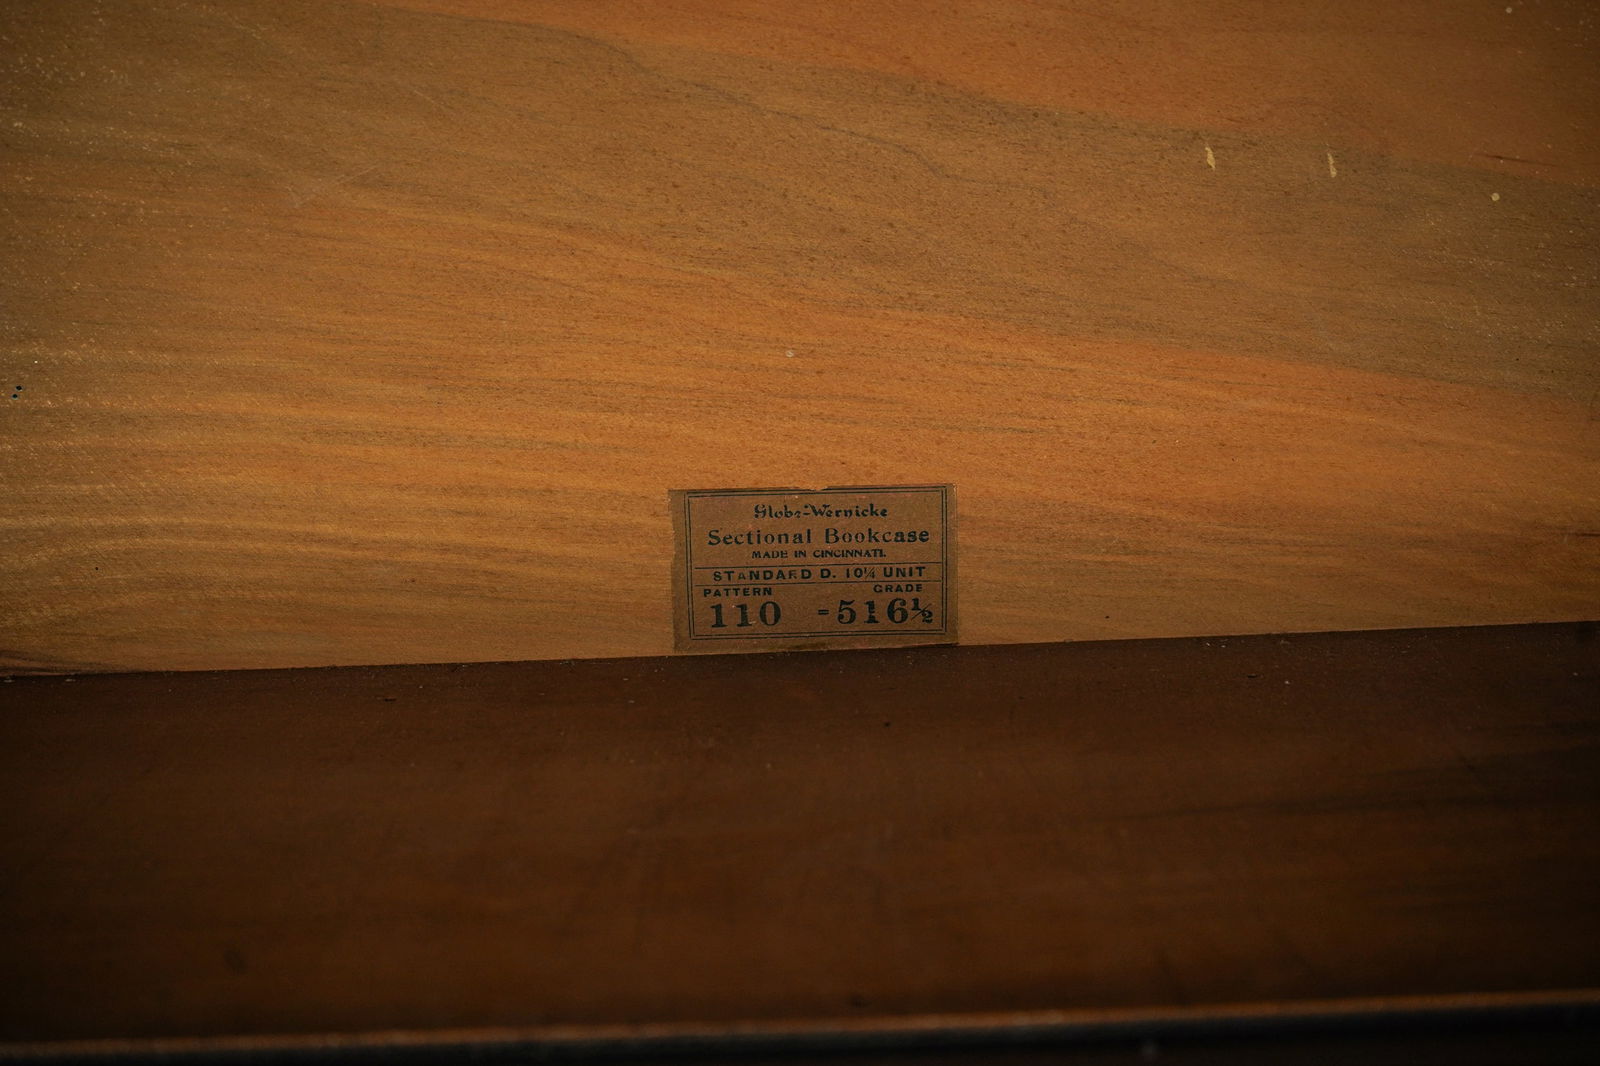 Globe-Wernicke
Sectional Bookcase
MADE IN CINCINNATI.
STANDARD D. 10¼ UNIT
PATTERN GRADE
110 -516½